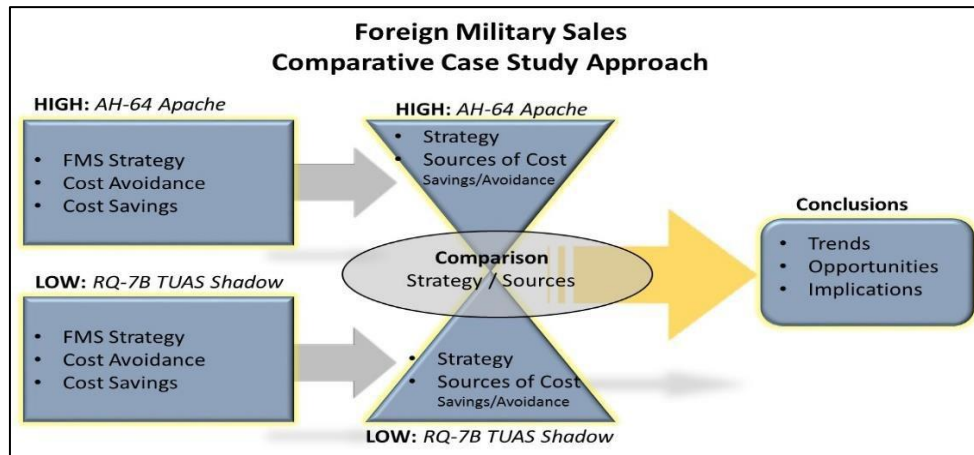 Foreign Military Sales
Comparative Case Study Approach
HIGH: AH-64 Apache
• FMS Strategy
• Cost Avoidance
• Cost Savings
LOW: RQ-7B TUAS Shadow
• FMS Strategy
• Cost Avoidance
• Cost Savings
HIGH: AH-64 Apache
• Strategy
• Sources of Cost
Savings/Avoidance
Comparison
Strategy / Sources
• Strategy
• Sources of Cost
Savings/Avoidance
LOW: RQ-7B TUAS Shadow
Conclusions
• Trends
• Opportunities
• Implications